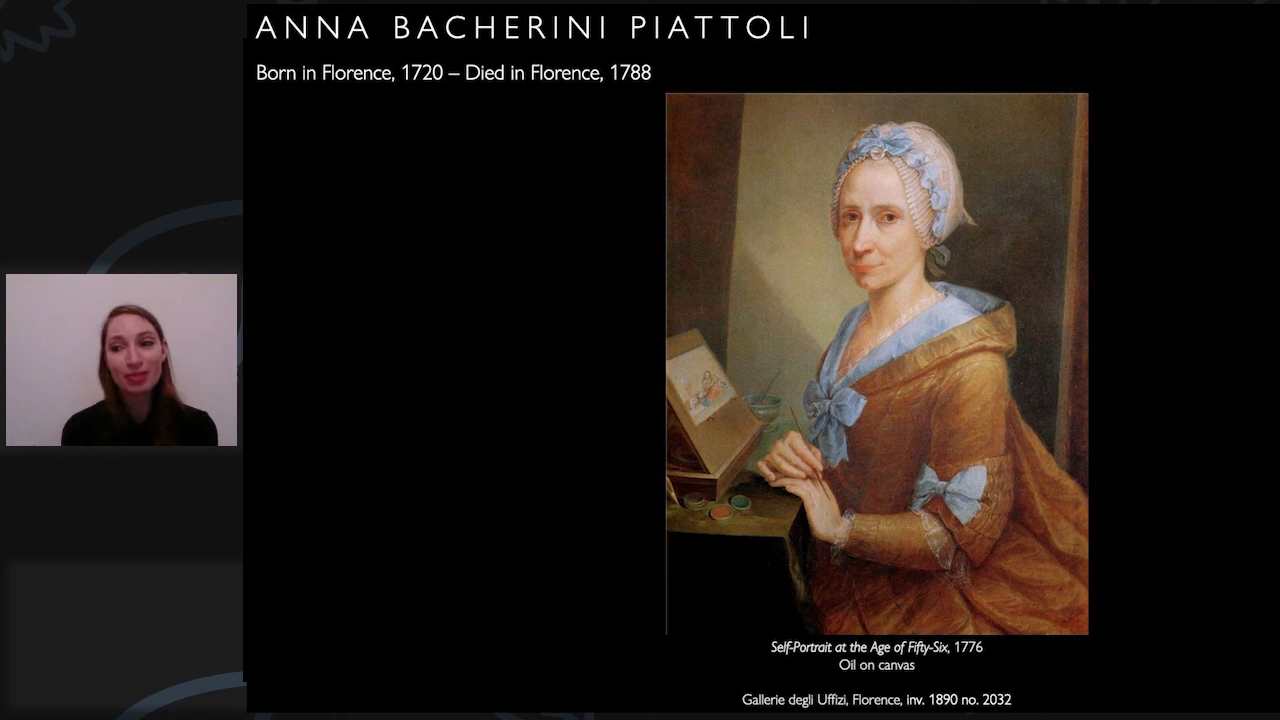 ANNA BACHERINI PIATTOLI
Born in Florence, 1720 – Died in Florence, 1788
Self-Portrait at the Age of Fifty-Six, 1776
Oil on canvas
Gallerie degli Uffizi, Florence, inv. 1890 no. 2032